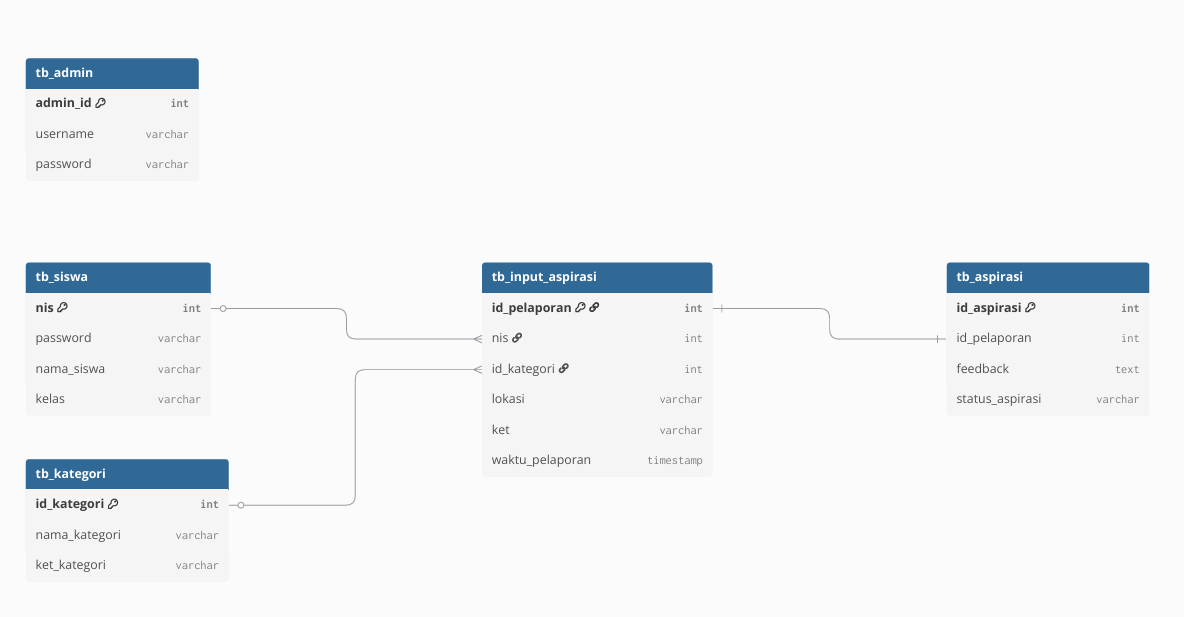 tb_admin
admin_id int
username varchar
password varchar
tb_siswa
nis int
password varchar
nama_siswa varchar
kelas varchar
tb_kategori
id_kategori int
nama_kategori varchar
ket_kategori varchar
tb_input_aspirasi
id_pelaporan int
nis int
id_kategori int
lokasi varchar
ket varchar
waktu_pelaporan timestamp
tb_aspirasi
id_aspirasi int
id_pelaporan int
feedback text
status_aspirasi varchar